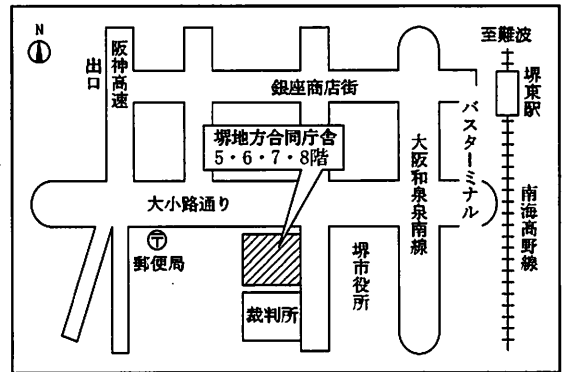 N
至難波
阪神高速
出口
銀座商店街
堺東駅
バスターミナル
堺地方合同庁舎
5・6・7・8階
大阪和泉泉南線
南海高野線
大小路通り
〒
郵便局
堺市役所
裁判所